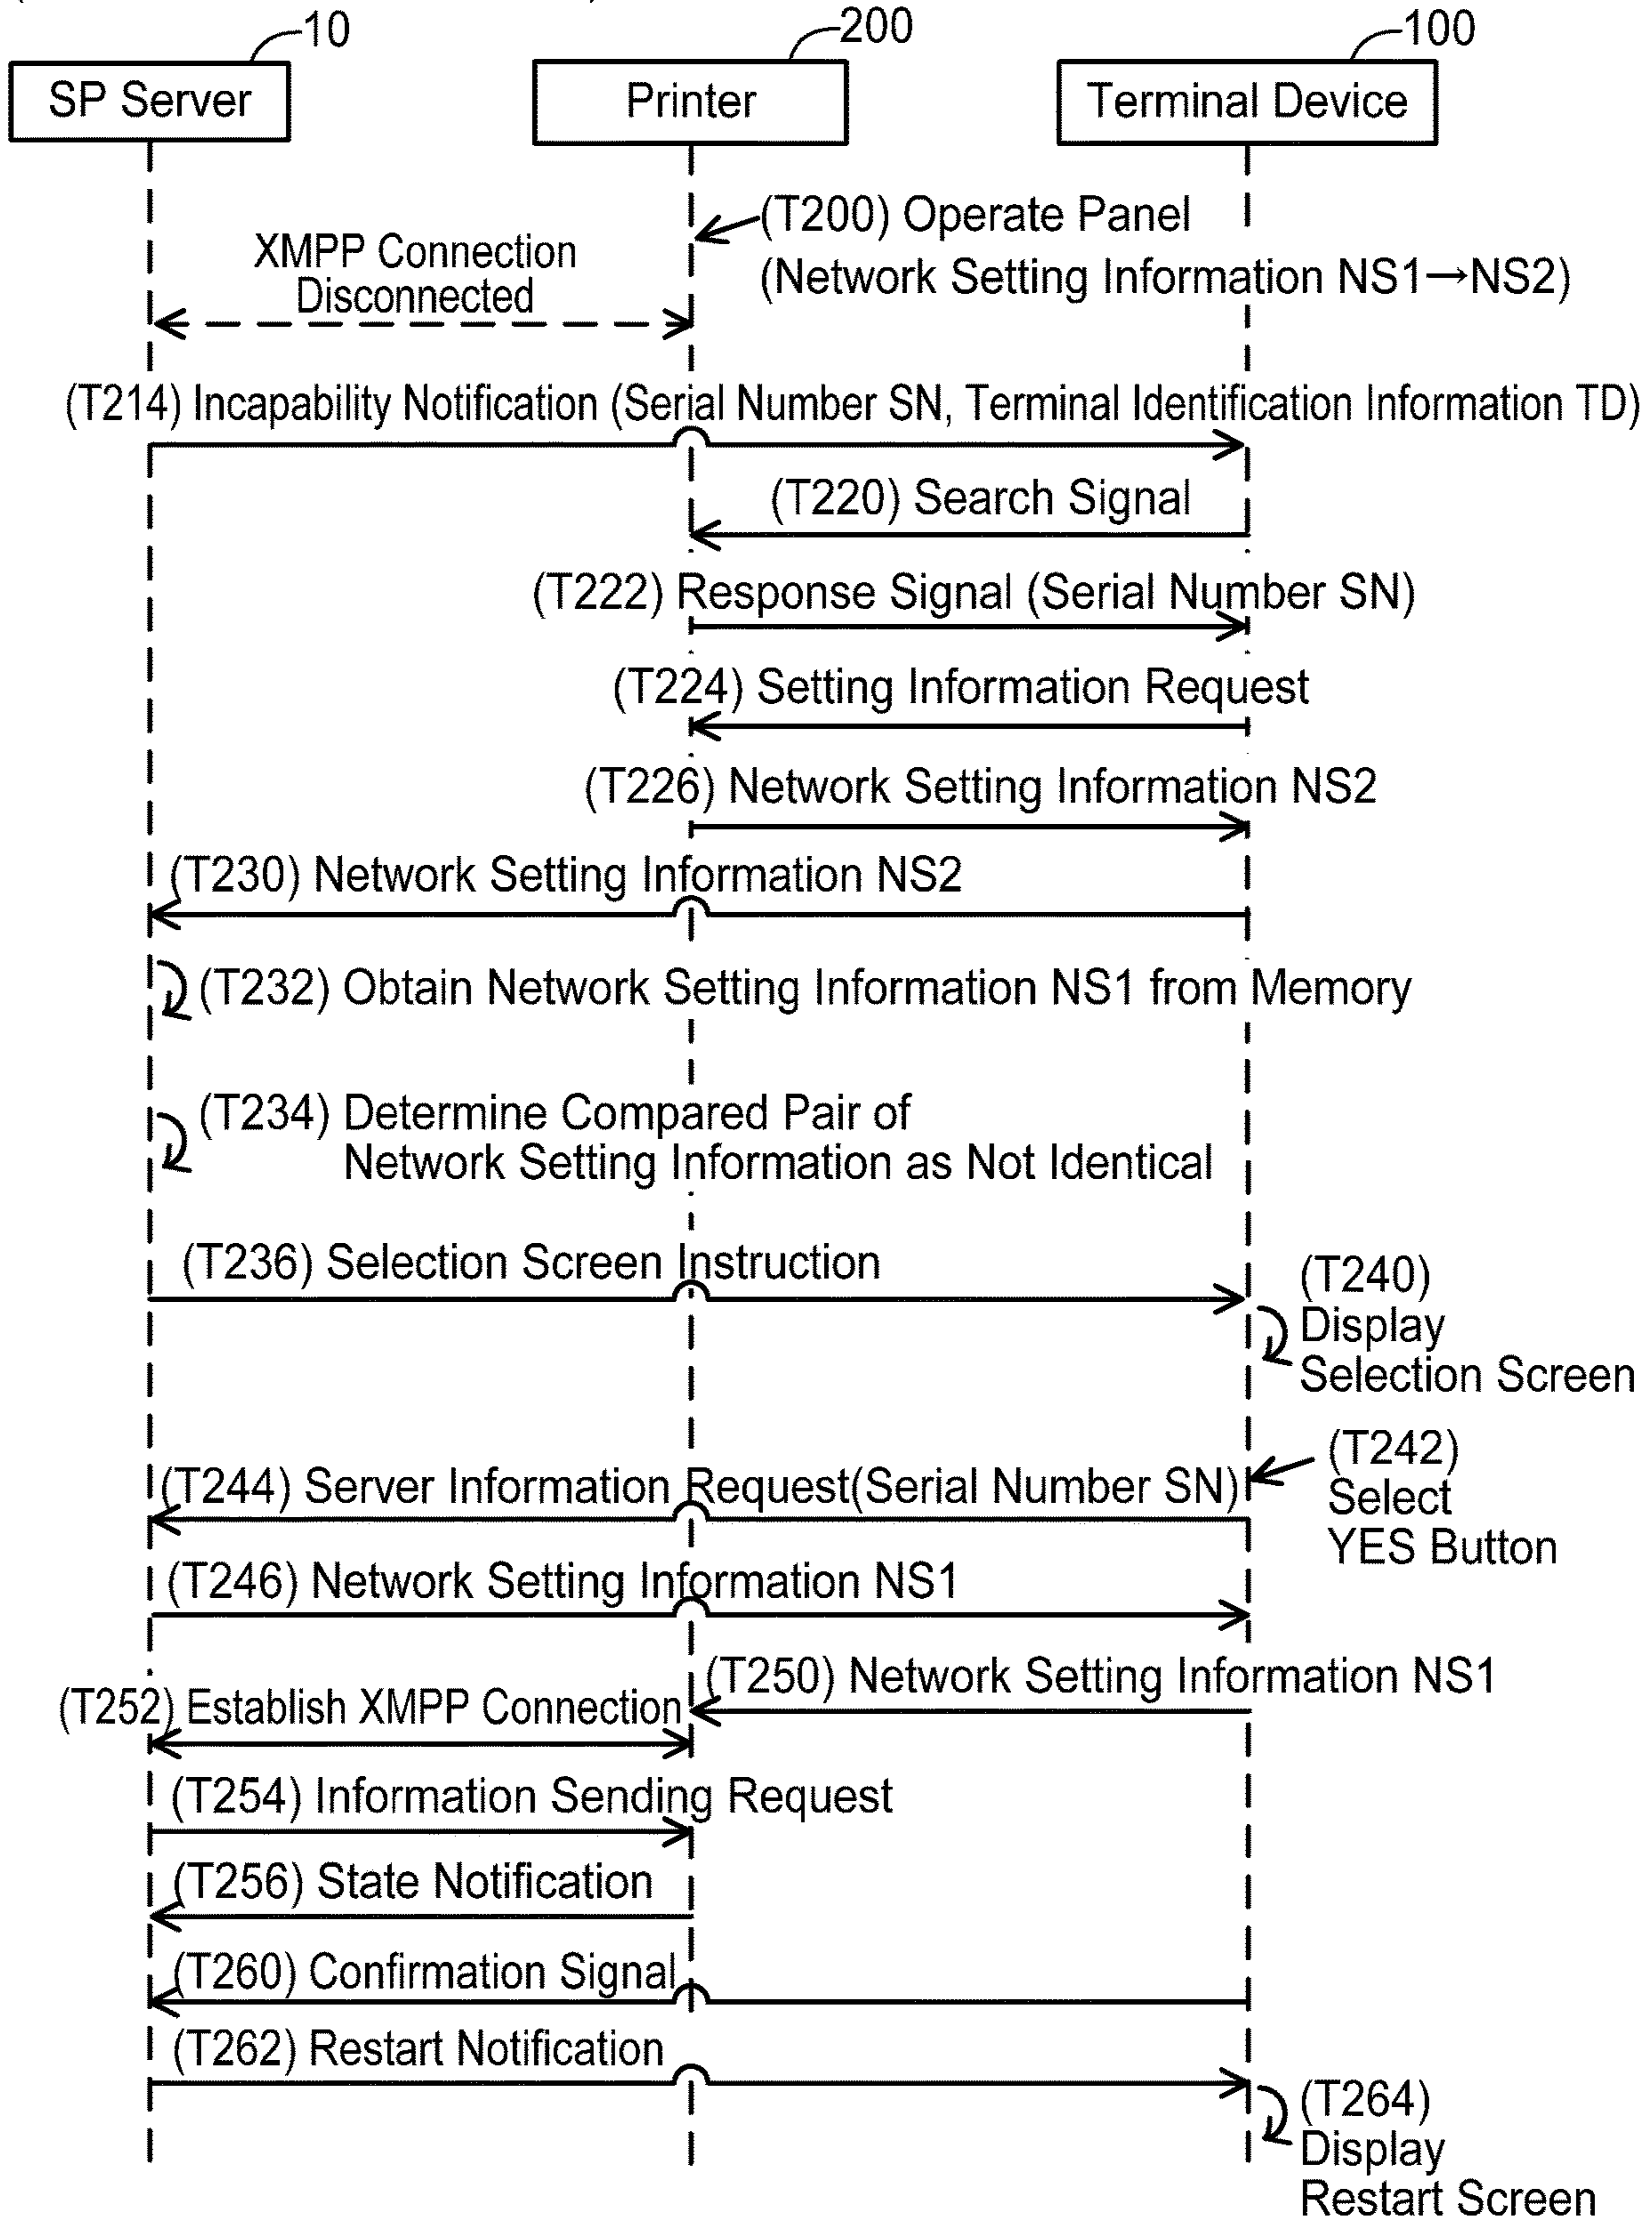 10
200
100
SP Server
Printer
Terminal Device
(T200) Operate Panel
(Network Setting Information NS1→NS2)
XMPP Connection
Disconnected
(T214) Incapability Notification (Serial Number SN, Terminal Identification Information TD)
(T220) Search Signal
(T222) Response Signal (Serial Number SN)
(T224) Setting Information Request
(T226) Network Setting Information NS2
(T230) Network Setting Information NS2
(T232) Obtain Network Setting Information NS1 from Memory
(T234) Determine Compared Pair of
Network Setting Information as Not Identical
(T236) Selection Screen Instruction
(T240)
Display
Selection Screen
(T242)
Select
YES Button
(T244) Server Information Request(Serial Number SN)
(T246) Network Setting Information NS1
(T250) Network Setting Information NS1
(T252) Establish XMPP Connection
(T254) Information Sending Request
(T256) State Notification
(T260) Confirmation Signal
(T262) Restart Notification
(T264)
Display
Restart Screen